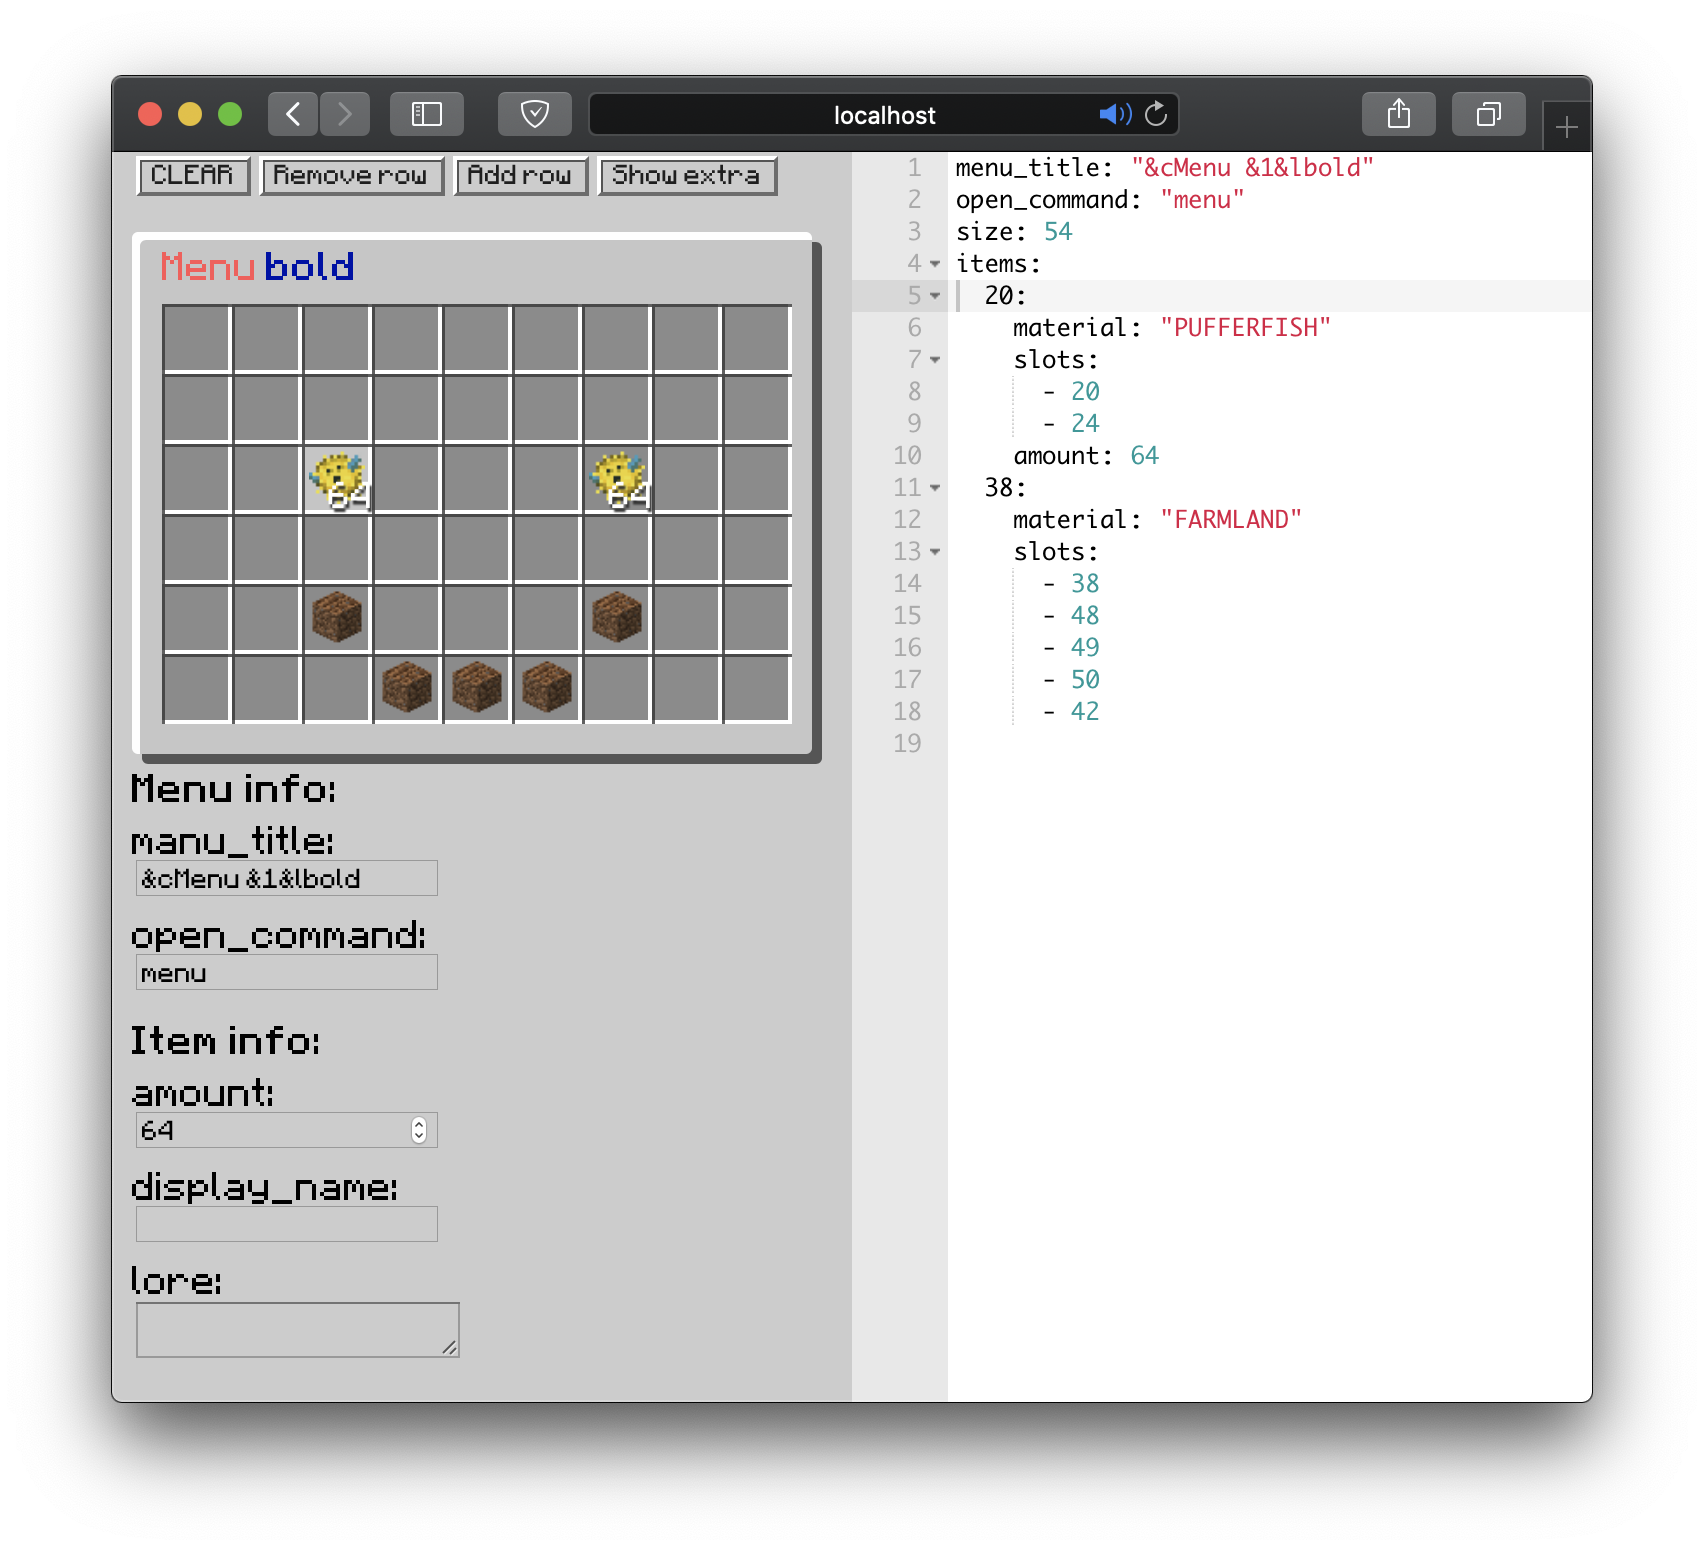 localhost
CLEAR Remove row Add row Show extra
Menu bold
64 64
Menu info:
manu_title:
&cMenu &1&lbold
open_command:
menu
Item info:
amount:
64
display_name:
lore:
1 menu_title: "&cMenu &1&lbold"
2 open_command: "menu"
3 size: 54
4 items:
5 20:
6 material: "PUFFERFISH"
7 slots:
8 - 20
9 - 24
10 amount: 64
11 38:
12 material: "FARMLAND"
13 slots:
14 - 38
15 - 48
16 - 49
17 - 50
18 - 42
19